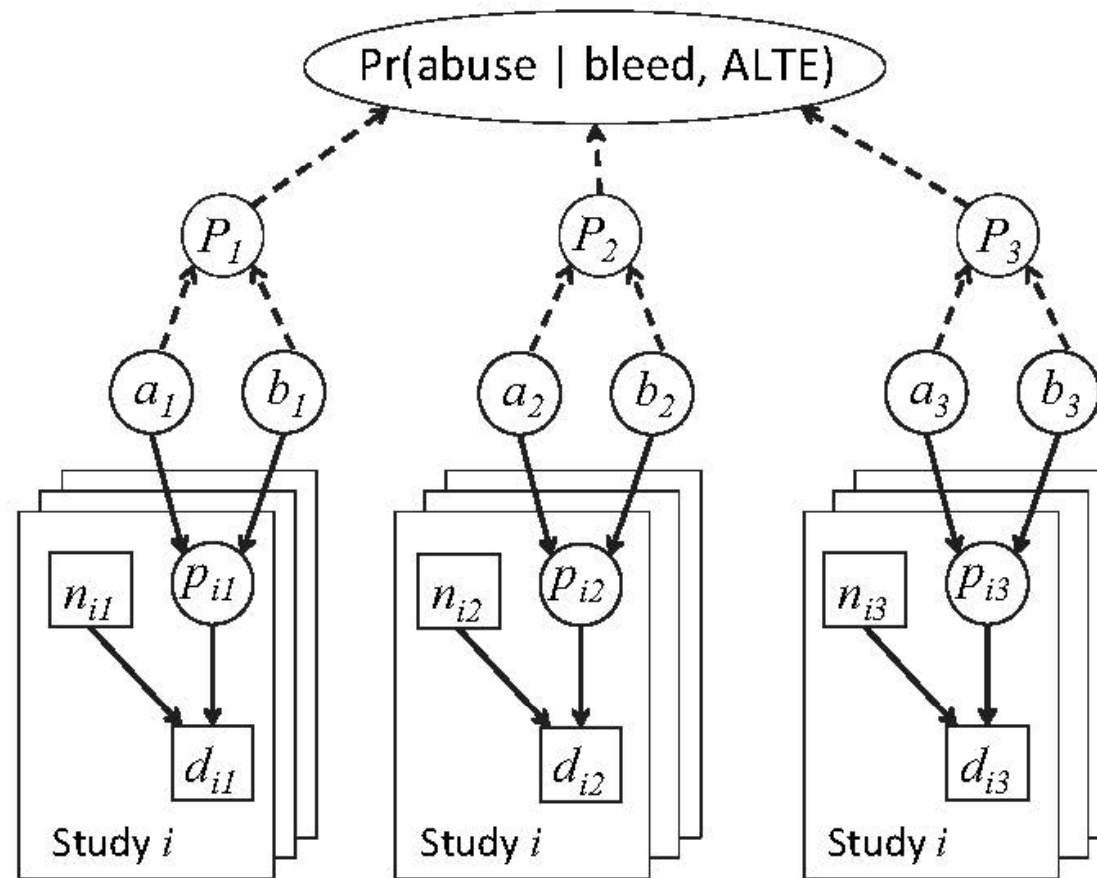 Pr(abuse | bleed, ALTE)
P1 P2 P3
a1 b1 a2 b2 a3 b3
ni1 pi1 ni2 pi2 ni3 pi3
di1 di2 di3
Study i Study i Study i